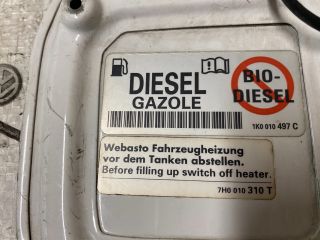 DIESEL
GAZOLE
BIO-
DIESEL
1K0 010 497 C
Webasto Fahrzeugheizung
vor dem Tanken abstellen.
Before filling up switch off heater.
7H0 010 310 T